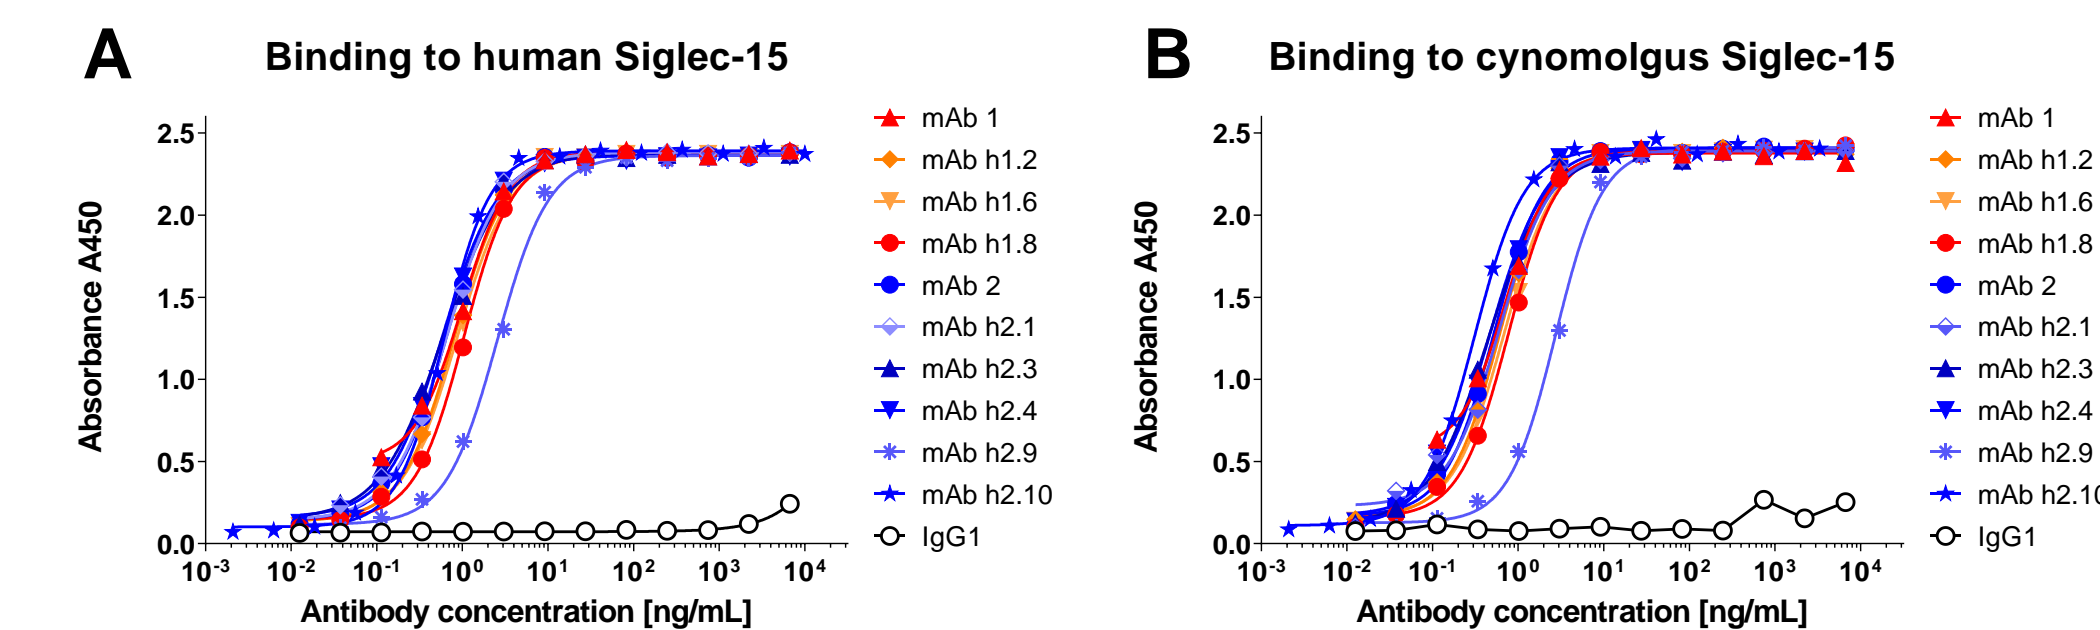 A Binding to human Siglec-15
2.5
2.0
1.5
1.0
0.5
0.0
Absorbance A450
10-3 10-2 10-1 100 101 102 103 104
Antibody concentration [ng/mL]
mAb 1
mAb h1.2
mAb h1.6
mAb h1.8
mAb 2
mAb h2.1
mAb h2.3
mAb h2.4
mAb h2.9
mAb h2.10
IgG1
B Binding to cynomolgus Siglec-15
2.5
2.0
1.5
1.0
0.5
0.0
Absorbance A450
10-3 10-2 10-1 100 101 102 103 104
Antibody concentration [ng/mL]
mAb 1
mAb h1.2
mAb h1.6
mAb h1.8
mAb 2
mAb h2.1
mAb h2.3
mAb h2.4
mAb h2.9
mAb h2.10
IgG1